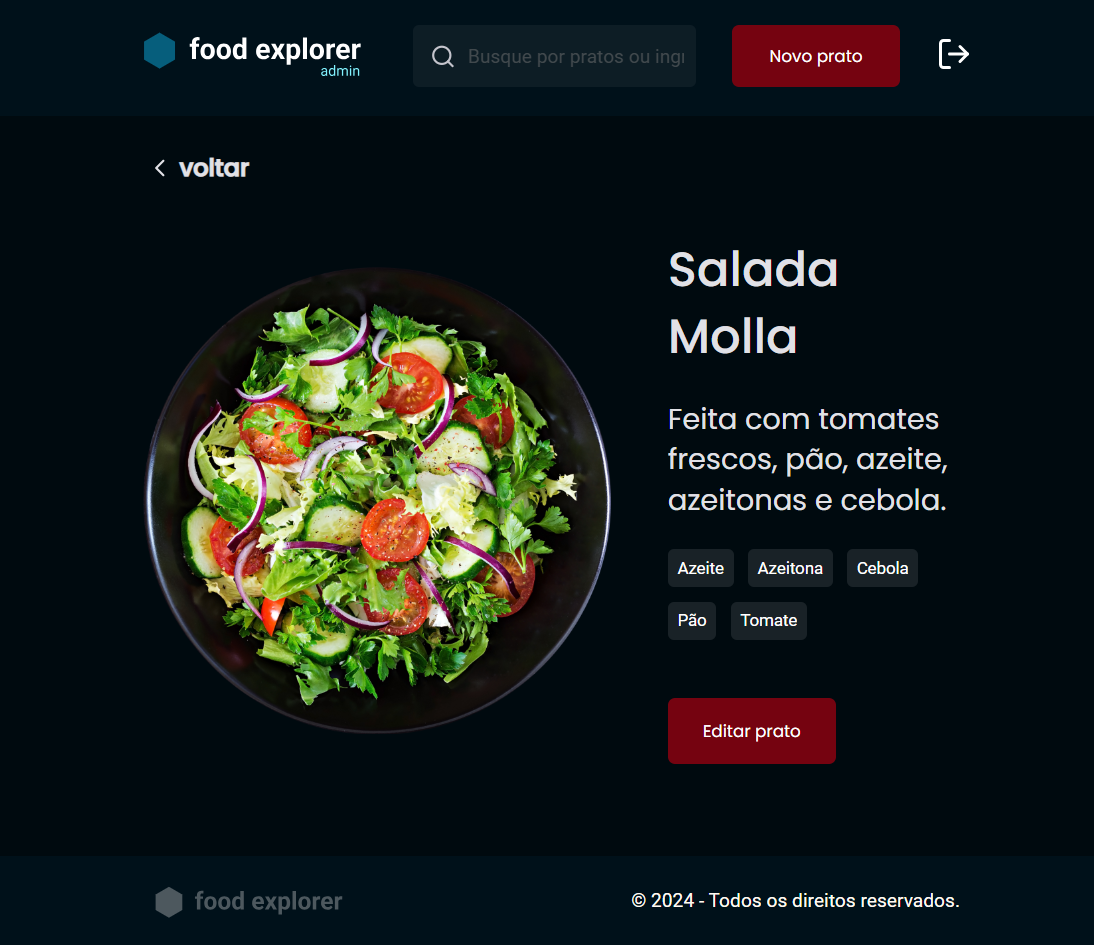 food explorer
admin
Busque por pratos ou ingr
Novo prato
voltar
Salada
Molla
Feita com tomates
frescos, pão, azeite,
azeitonas e cebola.
Azeite Azeitona Cebola
Pão Tomate
Editar prato
food explorer
© 2024 - Todos os direitos reservados.